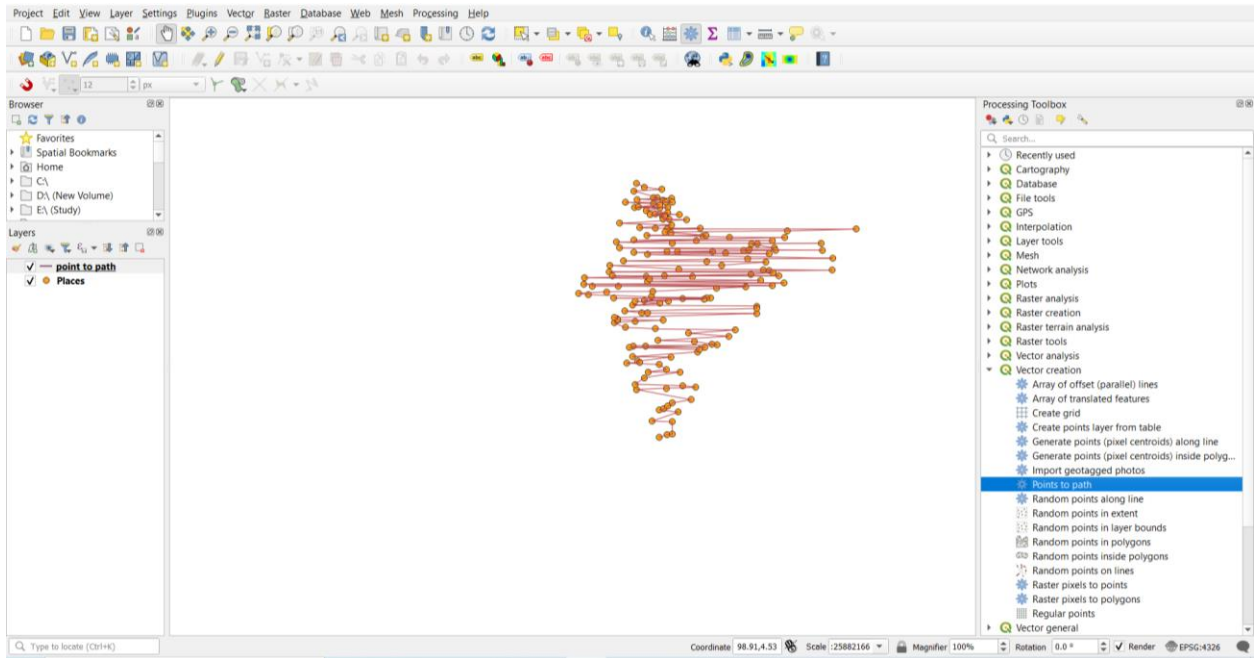 Project Edit View Layer Settings Plugins Vector Raster Database Web Mesh Processing Help
12 px
Browser
Favorites
Spatial Bookmarks
Home
C:\
D:\ (New Volume)
E:\ (Study)
Layers
point to path
Places
Processing Toolbox
Search...
Recently used
Cartography
Database
File tools
GPS
Interpolation
Layer tools
Mesh
Network analysis
Plots
Raster analysis
Raster creation
Raster terrain analysis
Raster tools
Vector analysis
Vector creation
Array of offset (parallel) lines
Array of translated features
Create grid
Create points layer from table
Generate points (pixel centroids) along line
Generate points (pixel centroids) inside polyg...
Import geotagged photos
Points to path
Random points along line
Random points in extent
Random points in layer bounds
Random points in polygons
Random points inside polygons
Random points on lines
Raster pixels to points
Raster pixels to polygons
Regular points
Vector general
Type to locate (Ctrl+K) Coordinate 98.91,4.53 Scale :25882166 Magnifier 100% Rotation 0.0 ° Render EPSG:4326